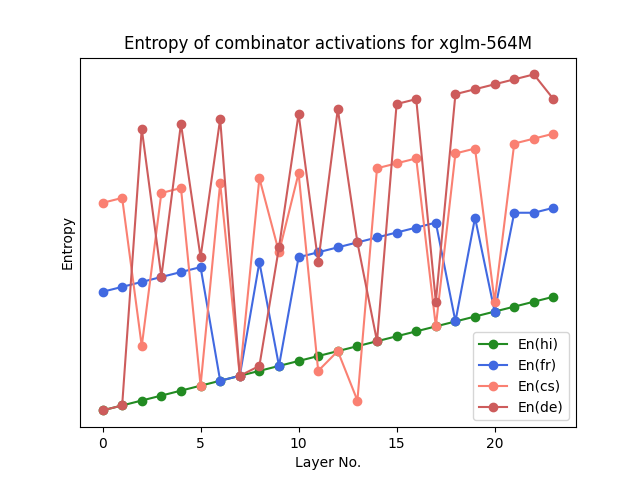 Entropy of combinator activations for xglm-564M
Entropy
0 5 10 15 20
Layer No.
En(hi)
En(fr)
En(cs)
En(de)